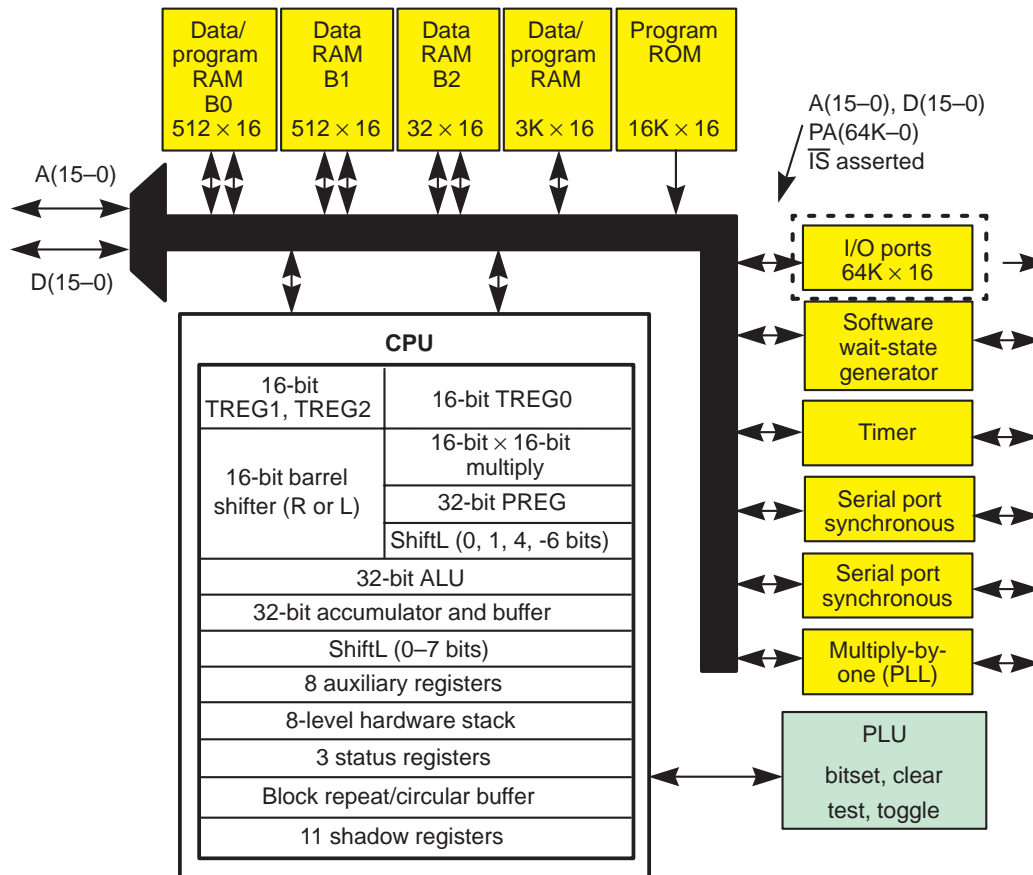 Data/
program
RAM
B0
512 × 16
Data
RAM
B1
512 × 16
Data
RAM
B2
32 × 16
Data/
program
RAM
3K × 16
Program
ROM
16K × 16
A(15–0), D(15–0)
PA(64K–0)
I̅S̅ asserted
A(15–0)
D(15–0)
I/O ports
64K × 16
Software
wait-state
generator
Timer
Serial port
synchronous
Serial port
synchronous
Multiply-by-
one (PLL)
CPU
16-bit
TREG1, TREG2
16-bit TREG0
16-bit barrel
shifter (R or L)
16-bit × 16-bit
multiply
32-bit PREG
ShiftL (0, 1, 4, -6 bits)
32-bit ALU
32-bit accumulator and buffer
ShiftL (0–7 bits)
8 auxiliary registers
8-level hardware stack
3 status registers
Block repeat/circular buffer
11 shadow registers
PLU
bitset, clear
test, toggle